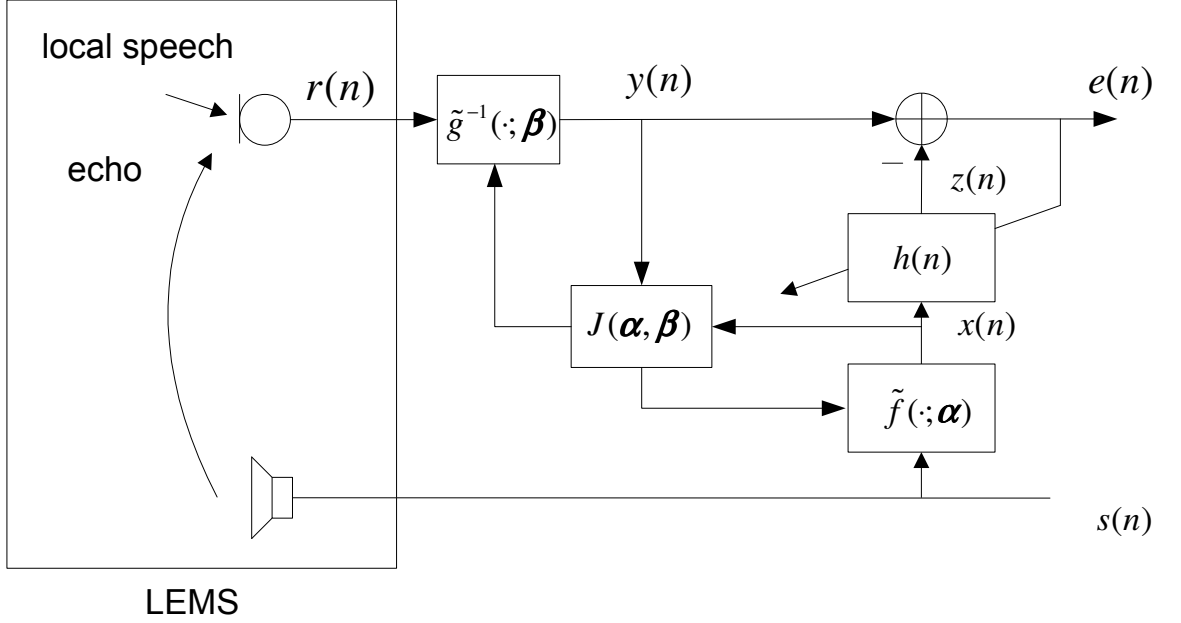 local speech
r(n)
y(n)
e(n)
g̃⁻¹(·; β)
echo
−
z(n)
h(n)
J(α, β)
x(n)
f̃(·; α)
s(n)
LEMS